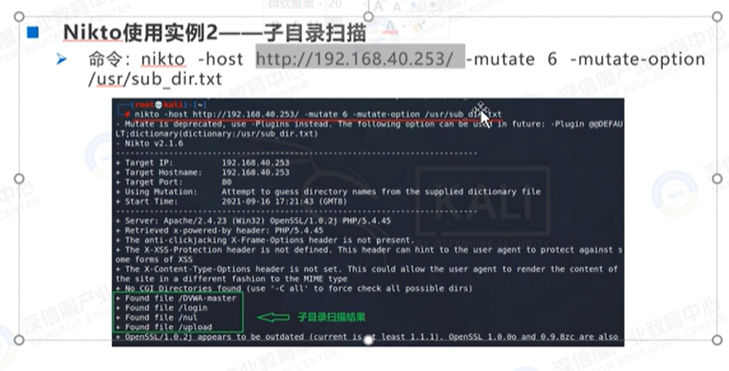 Nikto使用实例2——子目录扫描
命令：nikto -host http://192.168.40.253/ -mutate 6 -mutate-option
/usr/sub_dir.txt
(root kali)-[~]
# nikto -host http://192.168.40.253/ -mutate 6 -mutate-option /usr/sub_dir.txt
- Mutate is deprecated, use -Plugins instead. The following option can be used in future: -Plugin @@DEFAU
LT;dictionary(dictionary:/usr/sub_dir.txt)
- Nikto v2.1.6
+ Target IP: 192.168.40.253
+ Target Hostname: 192.168.40.253
+ Target Port: 80
+ Using Mutation: Attempt to guess directory names from the supplied dictionary file
+ Start Time: 2021-09-16 17:21:43 (GMT8)
+ Server: Apache/2.4.23 (Win32) OpenSSL/1.0.2j PHP/5.4.45
+ Retrieved x-powered-by header: PHP/5.4.45
+ The anti-clickjacking X-Frame-Options header is not present.
+ The X-XSS-Protection header is not defined. This header can hint to the user agent to protect against s
ome forms of XSS
+ The X-Content-Type-Options header is not set. This could allow the user agent to render the content of
the site in a different fashion to the MIME type
+ No CGI Directories found (use '-C all' to force check all possible dirs)
+ Found file /DVWA-master
+ Found file /login
+ Found file /nul
+ Found file /upload
子目录扫描结果
+ OpenSSL/1.0.2j appears to be outdated (current is at least 1.1.1). OpenSSL 1.0.0o and 0.9.8zc are also
KALI